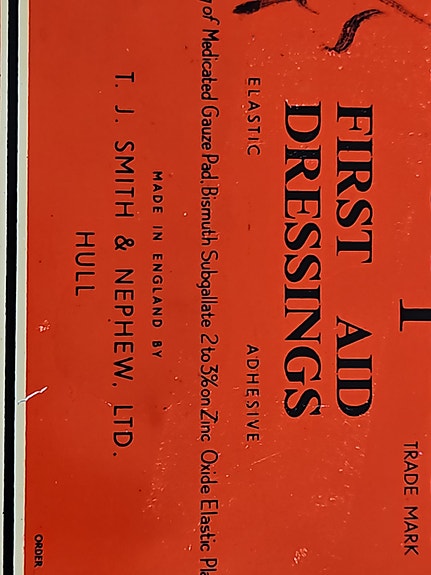 TRADE MARK
FIRST AID
DRESSINGS
ELASTIC ADHESIVE
of Medicated Gauze Pad, Bismuth Subgallate 2 to 3% on Zinc Oxide Elastic
MADE IN ENGLAND BY
T. J. SMITH & NEPHEW, LTD.
HULL
ORDER